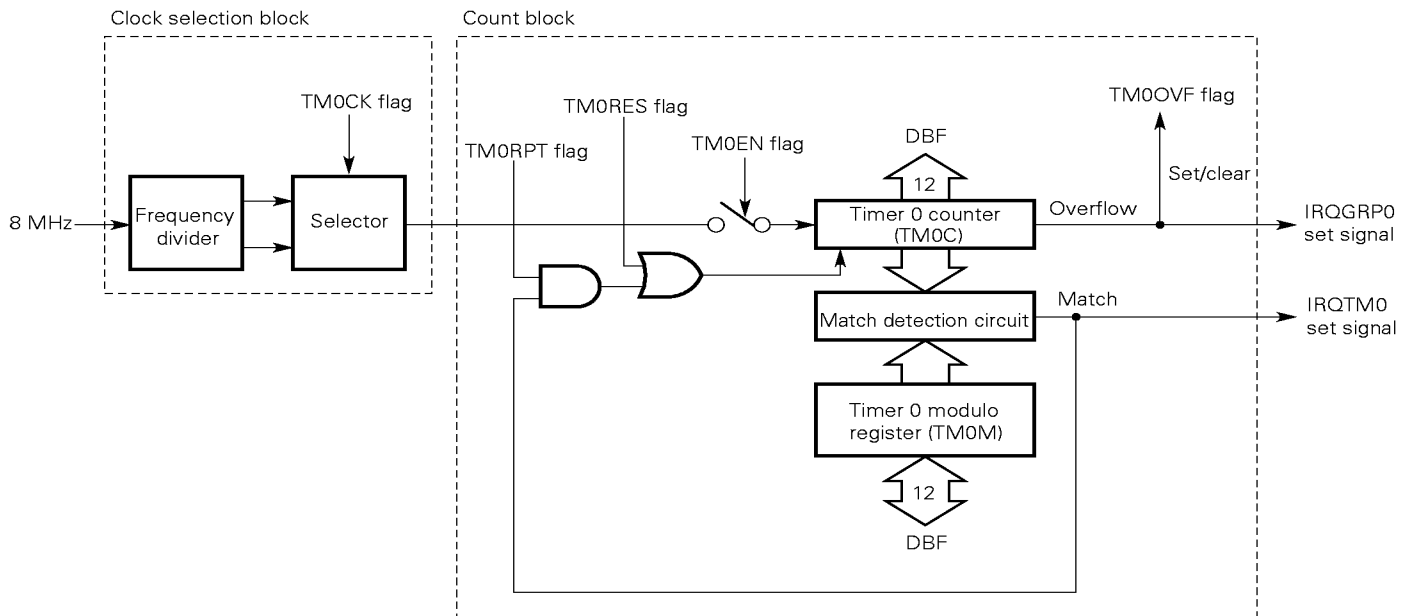 Clock selection block
Count block
TM0CK flag
TM0RES flag
TM0OVF flag
TM0RPT flag
TM0EN flag
DBF
12
Set/clear
8 MHz
Frequency
divider
Selector
Timer 0 counter
(TM0C)
Overflow
IRQGRP0
set signal
Match detection circuit
Match
IRQTM0
set signal
Timer 0 modulo
register (TM0M)
12
DBF